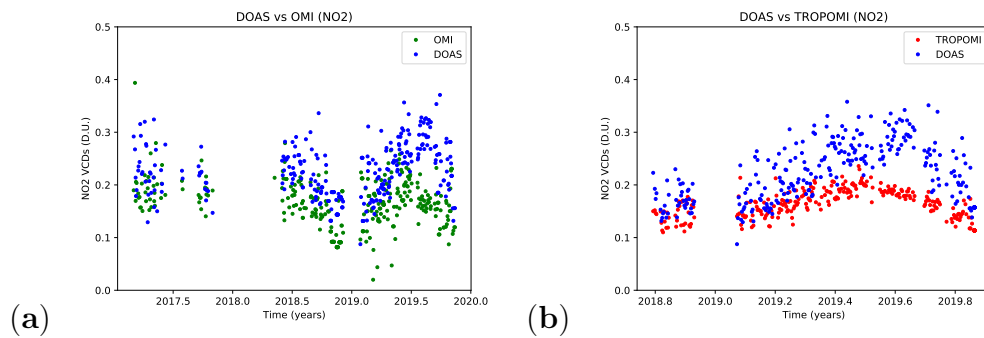 DOAS vs OMI (NO2)
0.5
0.4
0.3
0.2
0.1
0.0
NO2 VCDs (D.U.)
OMI
DOAS
2017.5 2018.0 2018.5 2019.0 2019.5 2020.0
Time (years)
(a)
DOAS vs TROPOMI (NO2)
0.5
0.4
0.3
0.2
0.1
0.0
NO2 VCDs (D.U.)
TROPOMI
DOAS
2018.8 2019.0 2019.2 2019.4 2019.6 2019.8
Time (years)
(b)